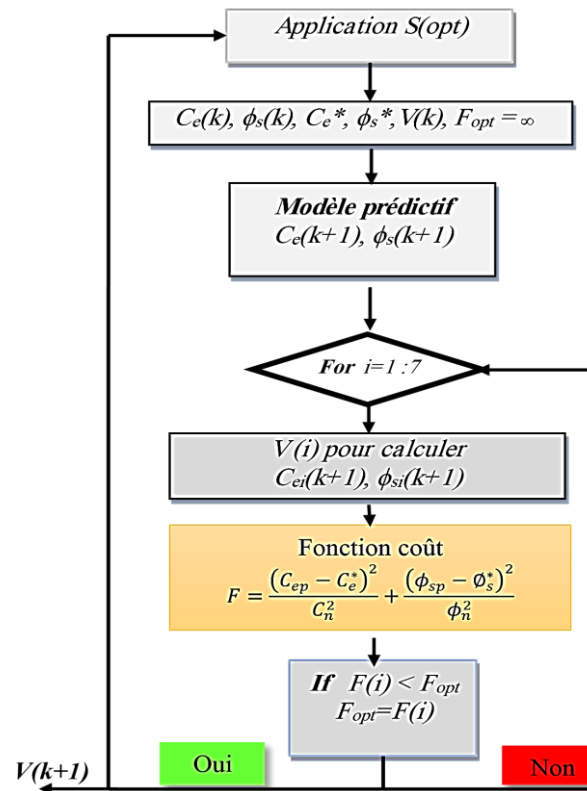 Application S(opt)
Ce(k), ϕs(k), Ce*, ϕs*, V(k), Fopt = ∞
Modèle prédictif
Ce(k+1), ϕs(k+1)
For i=1 :7
V(i) pour calculer
Cei(k+1), ϕsi(k+1)
Fonction coût
F = (Cep − Ce*)²/Cn² + (ϕsp − Øs*)²/ϕn²
If F(i) < Fopt
Fopt=F(i)
V(k+1) Oui Non